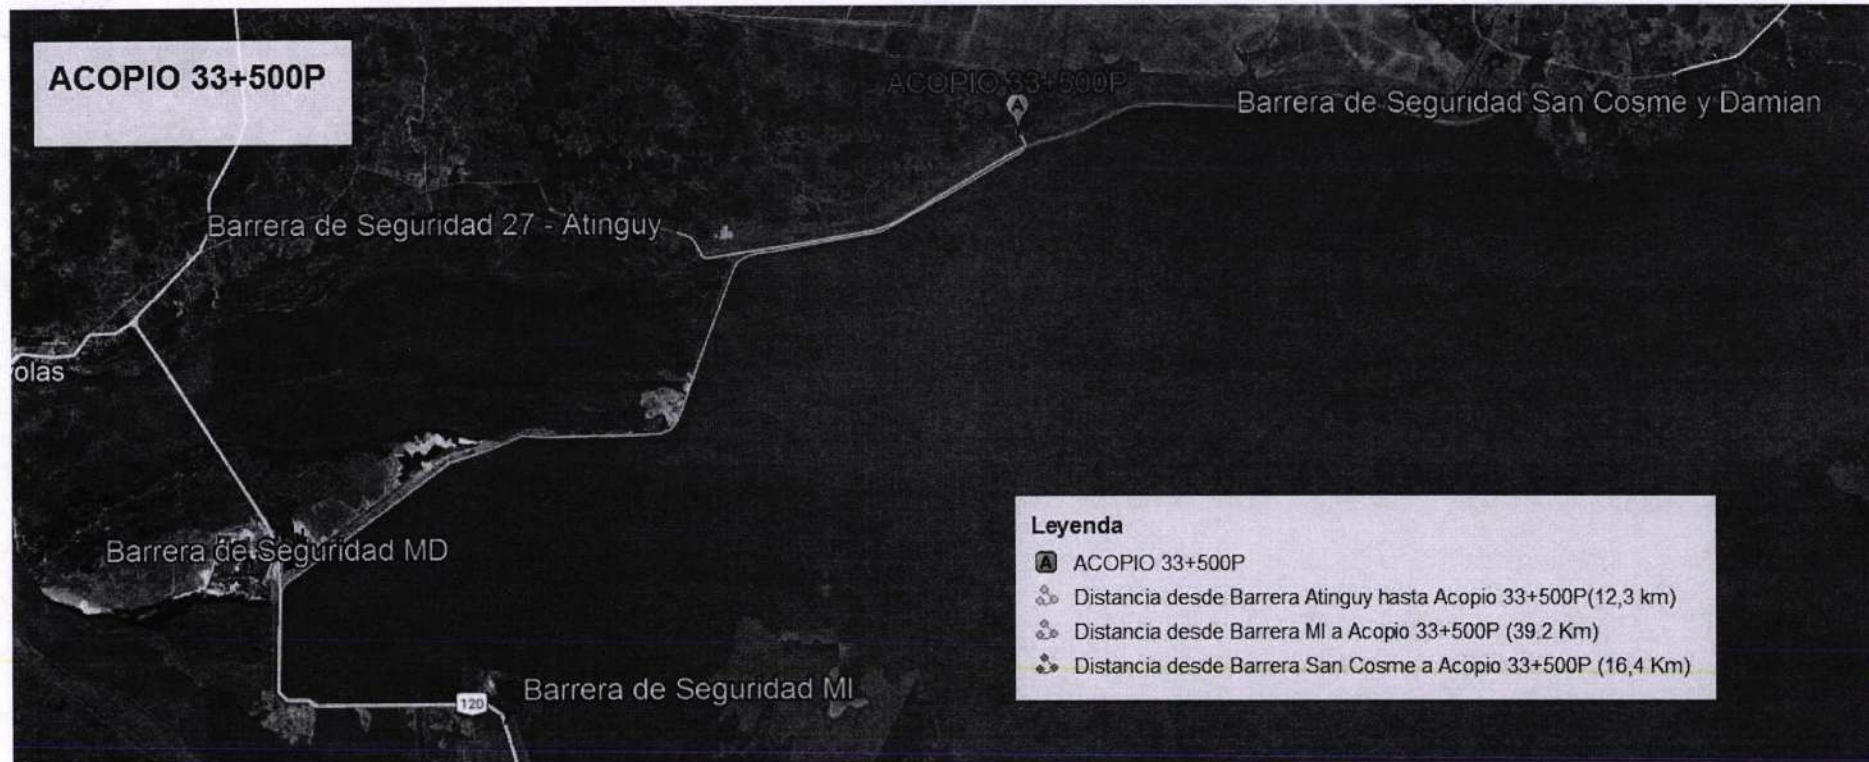 ACOPIO 33+500P
ACOPIO 33+500P
A
Barrera de Seguridad San Cosme y Damian
Barrera de Seguridad 27 - Atinguy
olas
Barrera de Seguridad MD
Barrera de Seguridad MI
120
Leyenda
A ACOPIO 33+500P
Distancia desde Barrera Atinguy hasta Acopio 33+500P(12,3 km)
Distancia desde Barrera MI a Acopio 33+500P (39.2 Km)
Distancia desde Barrera San Cosme a Acopio 33+500P (16,4 Km)